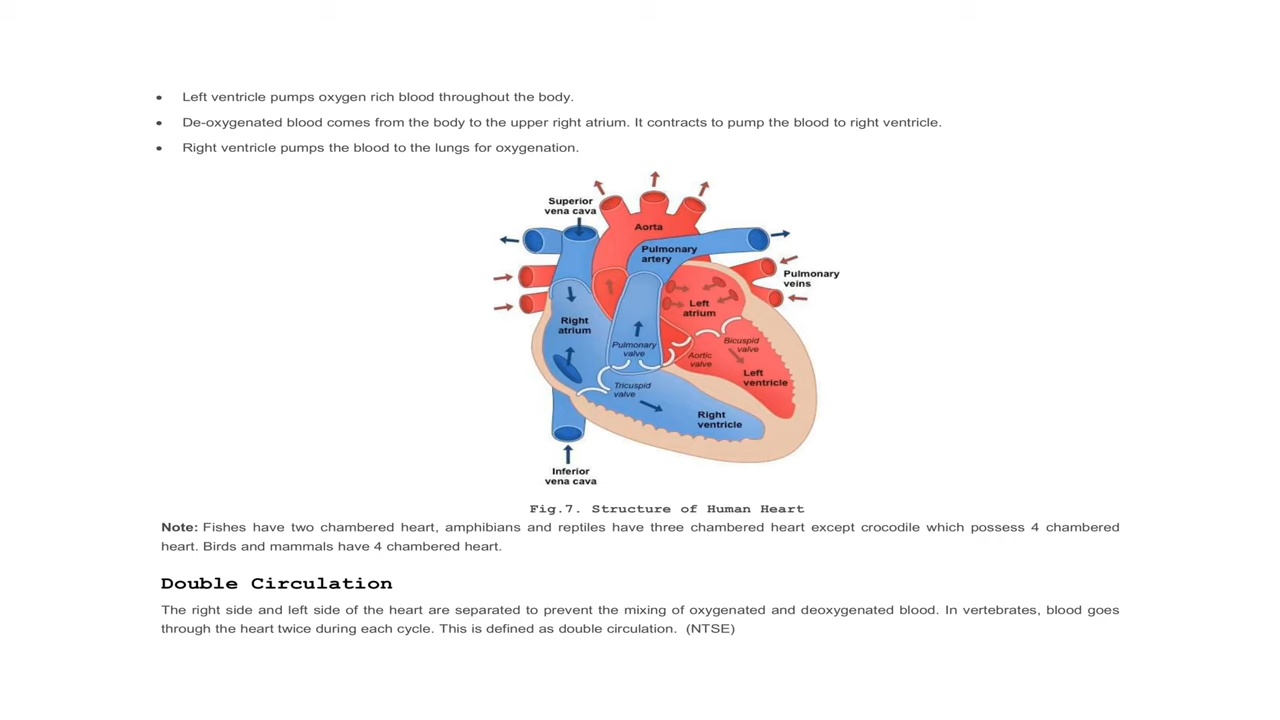 • Left ventricle pumps oxygen rich blood throughout the body.
• De-oxygenated blood comes from the body to the upper right atrium. It contracts to pump the blood to right ventricle.
• Right ventricle pumps the blood to the lungs for oxygenation.
Superior
vena cava
Aorta
Pulmonary
artery
Pulmonary
veins
Left
atrium
Right
atrium
Pulmonary
valve
Bicuspid
valve
Aortic
valve
Left
ventricle
Tricuspid
valve
Right
ventricle
Inferior
vena cava
Fig.7. Structure of Human Heart
Note: Fishes have two chambered heart, amphibians and reptiles have three chambered heart except crocodile which possess 4 chambered
heart. Birds and mammals have 4 chambered heart.
Double Circulation
The right side and left side of the heart are separated to prevent the mixing of oxygenated and deoxygenated blood. In vertebrates, blood goes
through the heart twice during each cycle. This is defined as double circulation. (NTSE)